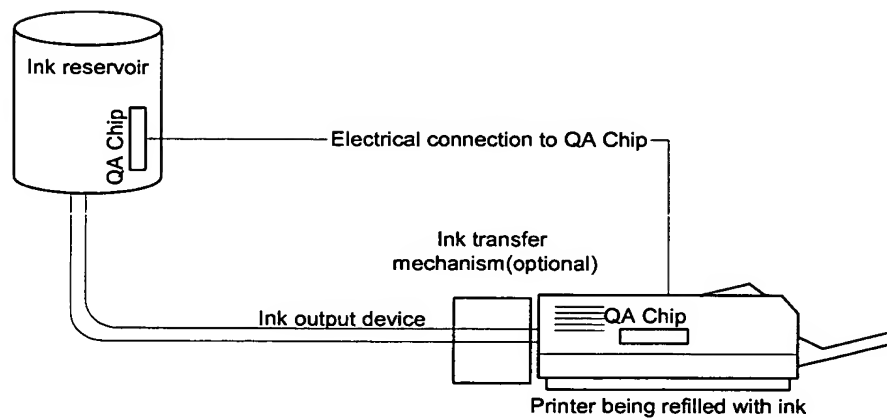 Ink reservoir
QA Chip
Electrical connection to QA Chip
Ink transfer
mechanism(optional)
Ink output device
QA Chip
Printer being refilled with ink